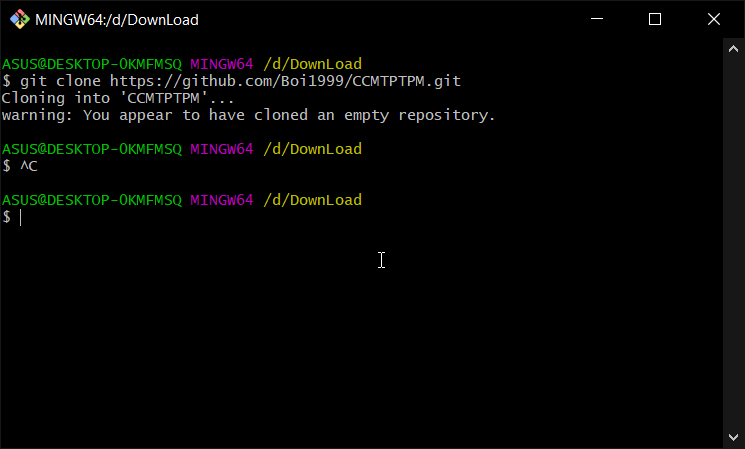 MINGW64:/d/DownLoad
ASUS@DESKTOP-0KMFMSQ MINGW64 /d/DownLoad
$ git clone https://github.com/Boi1999/CCMTPTPM.git
Cloning into 'CCMTPTPM'...
warning: You appear to have cloned an empty repository.
ASUS@DESKTOP-0KMFMSQ MINGW64 /d/DownLoad
$ ^C
ASUS@DESKTOP-0KMFMSQ MINGW64 /d/DownLoad
$